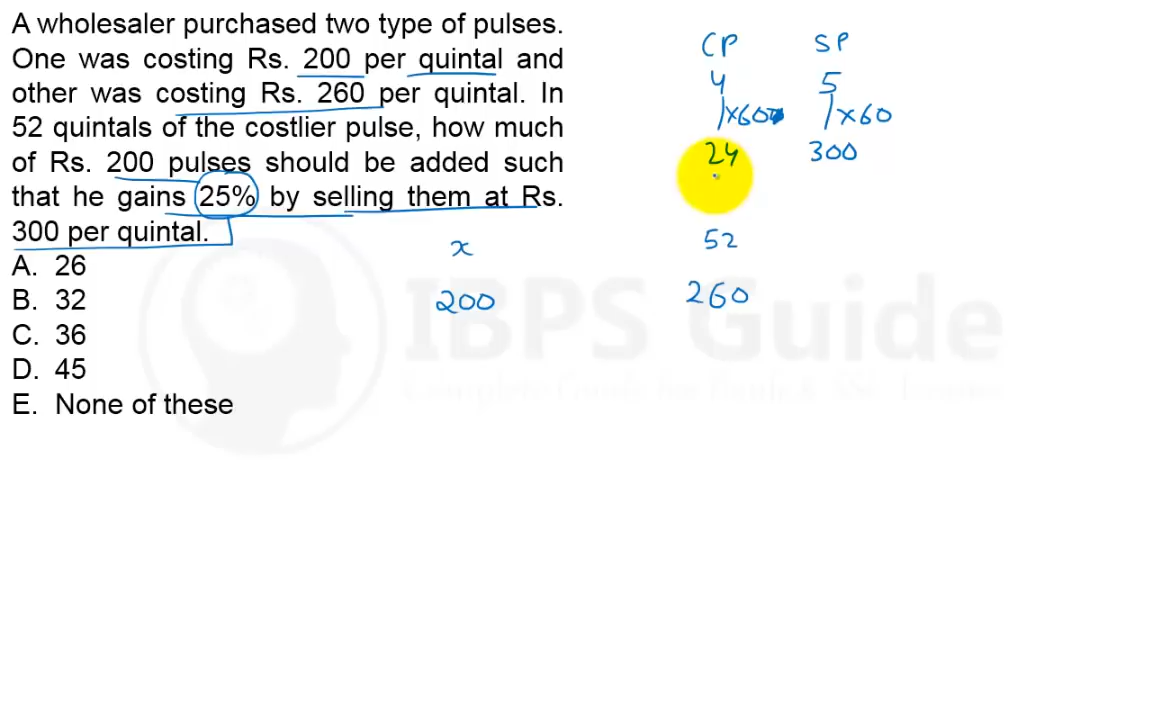 A wholesaler purchased two type of pulses.
One was costing Rs. 200 per quintal and
other was costing Rs. 260 per quintal. In
52 quintals of the costlier pulse, how much
of Rs. 200 pulses should be added such
that he gains 25% by selling them at Rs.
300 per quintal.
A. 26
B. 32
C. 36
D. 45
E. None of these
CP SP
4 5
×60 ×60
24 300
x 52
200 260
IBPS Guide